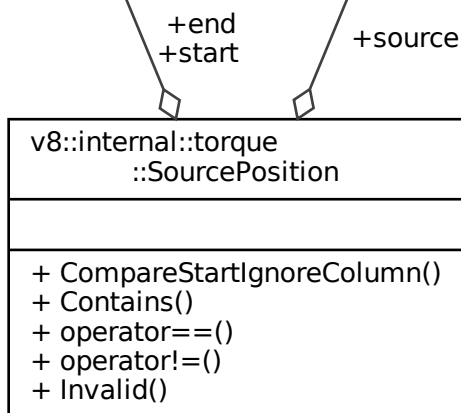 +end
+start
+source
v8::internal::torque
::SourcePosition
+ CompareStartIgnoreColumn()
+ Contains()
+ operator==()
+ operator!=()
+ Invalid()